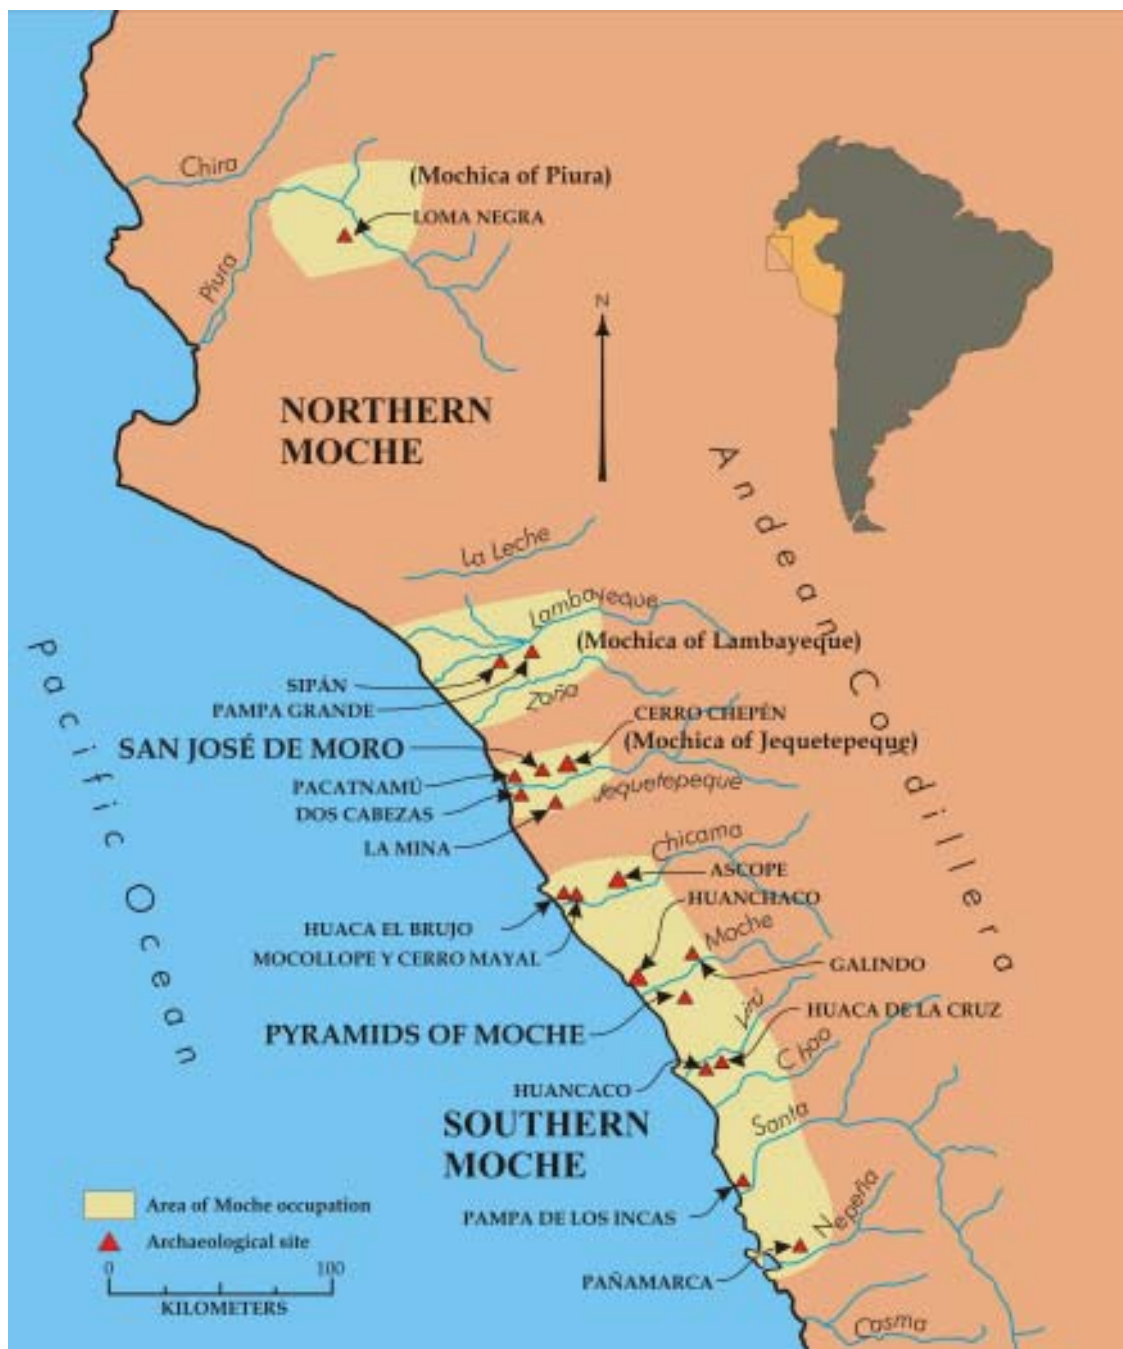 Chira
(Mochica of Piura)
LOMA NEGRA
Piura
N
NORTHERN
MOCHE
Andean Cordillera
La Leche
Lambayeque
(Mochica of Lambayeque)
Pacific Ocean
SIPÁN
Zaña
PAMPA GRANDE
CERRO CHEPÉN
SAN JOSÉ DE MORO
(Mochica of Jequetepeque)
PACATNAMÚ
Jequetepeque
DOS CABEZAS
LA MINA
Chicama
ASCOPE
HUANCHACO
HUACA EL BRUJO
Moche
MOCOLLOPE Y CERRO MAYAL
GALINDO
Virú
HUACA DE LA CRUZ
PYRAMIDS OF MOCHE
Chao
HUANCACO
SOUTHERN
MOCHE
Santa
Area of Moche occupation
Nepeña
PAMPA DE LOS INCAS
Archaeological site
0 100
PAÑAMARCA
KILOMETERS
Casma